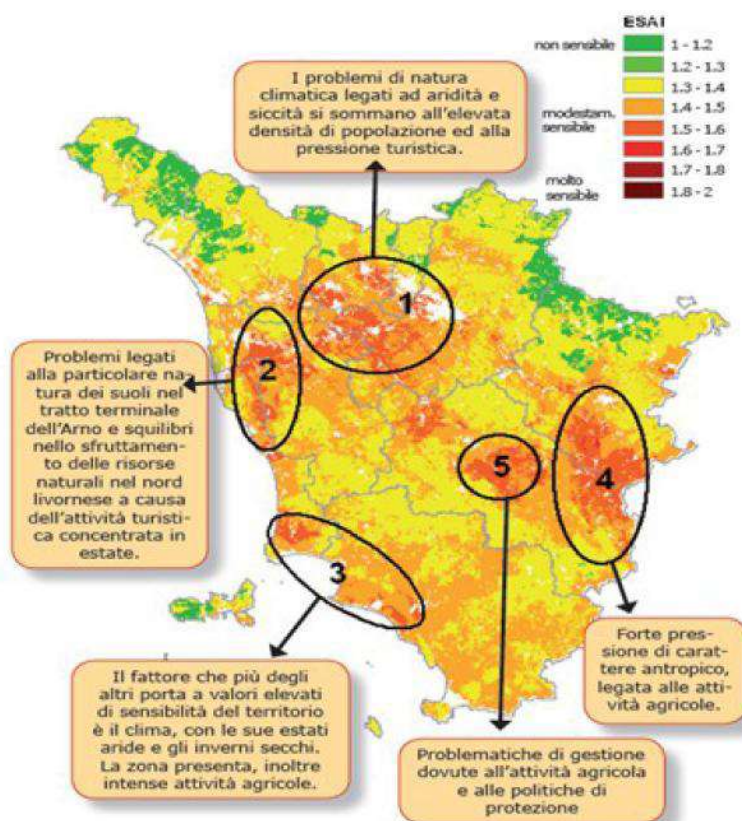 ESAI
non sensibile
1 - 1.2
1.2 - 1.3
1.3 - 1.4
modestam.
sensibile
1.4 - 1.5
1.5 - 1.6
1.6 - 1.7
molto
sensibile
1.7 - 1.8
1.8 - 2
I problemi di natura
climatica legati ad aridità e
siccità si sommano all'elevata
densità di popolazione ed alla
pressione turistica.
1
2
3
4
5
Problemi legati
alla particolare na-
tura dei suoli nel
tratto terminale
dell'Arno e squilibri
nello sfruttamen-
to delle risorse
naturali nel nord
livornese a causa
dell'attività turisti-
ca concentrata in
estate.
Il fattore che più degli
altri porta a valori elevati
di sensibilità del territorio
è il clima, con le sue estati
aride e gli inverni secchi.
La zona presenta, inoltre
intense attività agricole.
Problematiche di gestione
dovute all'attività agricola
e alle politiche di
protezione
Forte pres-
sione di carat-
tere antropico,
legata alle atti-
vità agricole.